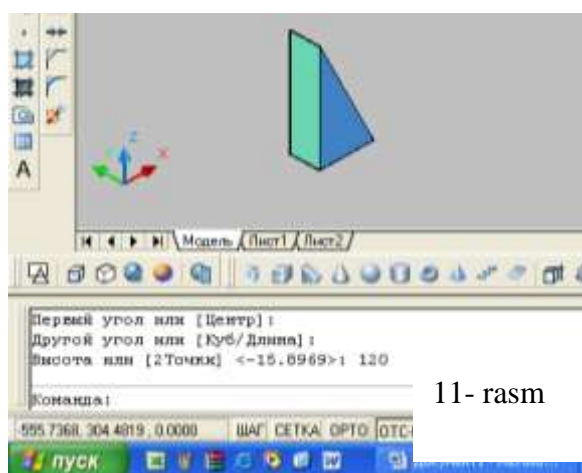 Z
X
A
Модель Лист1 Лист2
Первый угол или [Центр]:
Другой угол или [Куб/Длина]:
Высота или [2Точки] <-15.8969>: 120
Команда:
-555.7368, 304.4819, 0.0000 ШАГ СЕТКА ОРТО ОТС-
11- rasm
пуск